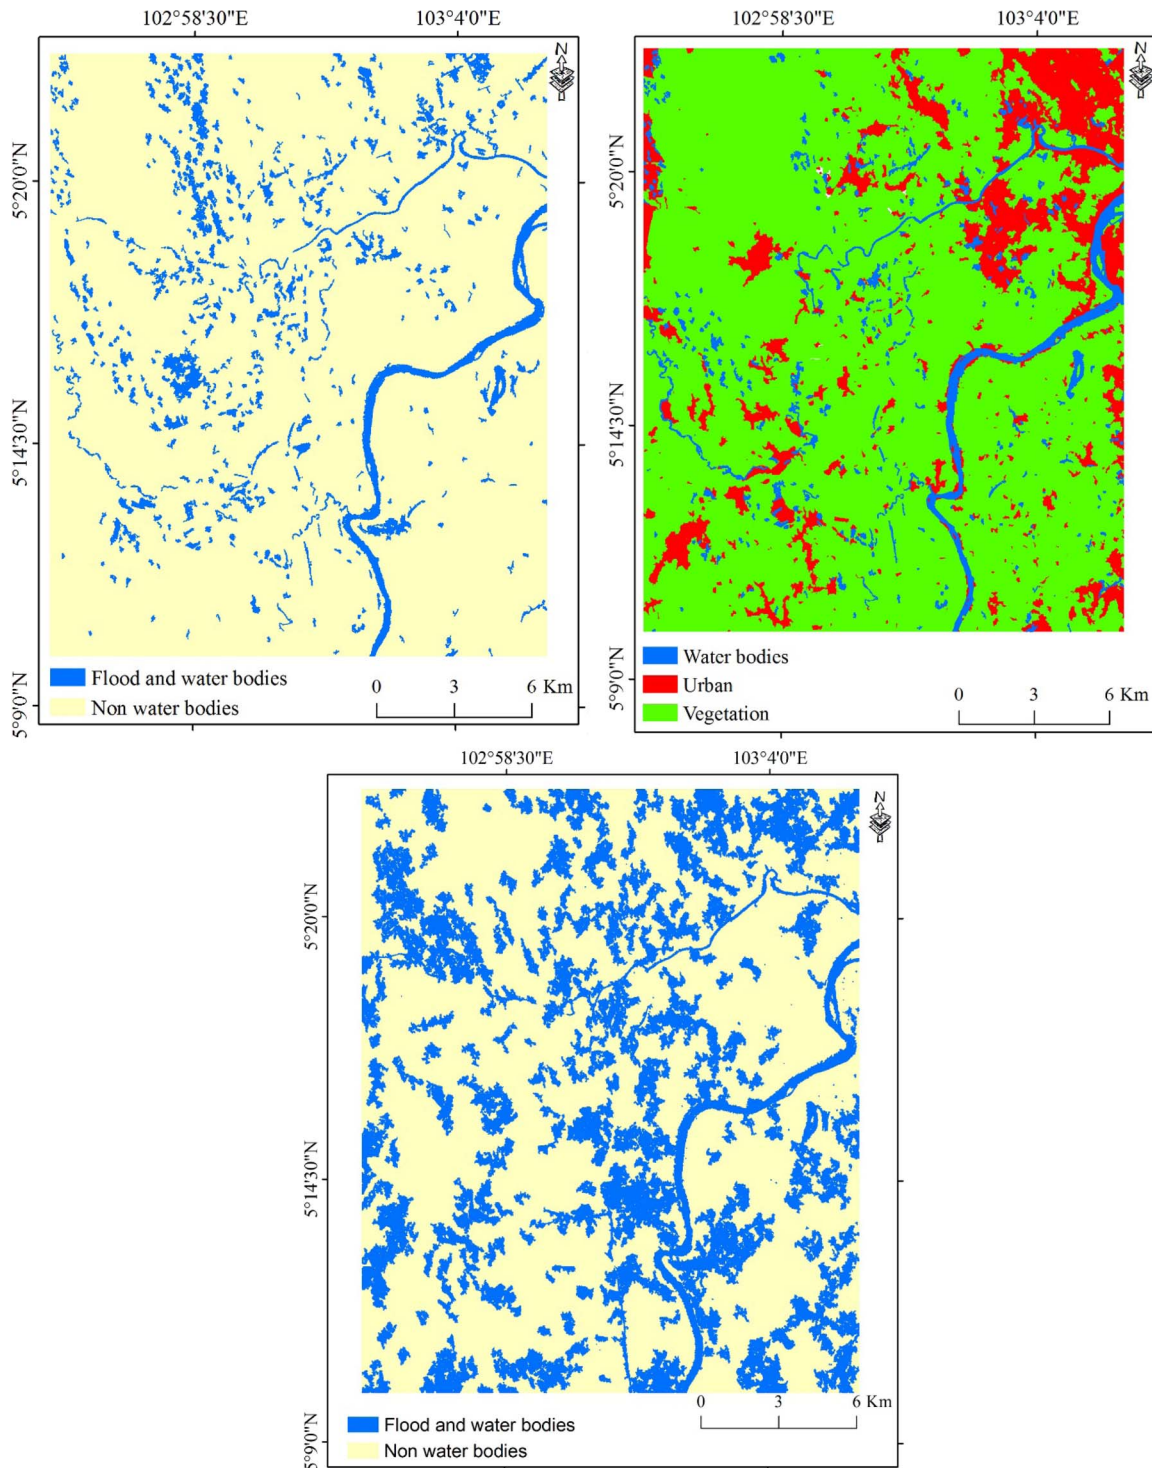 102°58'30"E 103°4'0"E
N
5°20'0"N
5°14'30"N
5°9'0"N
Flood and water bodies
Non water bodies
0 3 6 Km
102°58'30"E 103°4'0"E
N
5°20'0"N
5°14'30"N
5°9'0"N
Water bodies
Urban
Vegetation
0 3 6 Km
102°58'30"E 103°4'0"E
N
5°20'0"N
5°14'30"N
5°9'0"N
0 3 6 Km
Flood and water bodies
Non water bodies